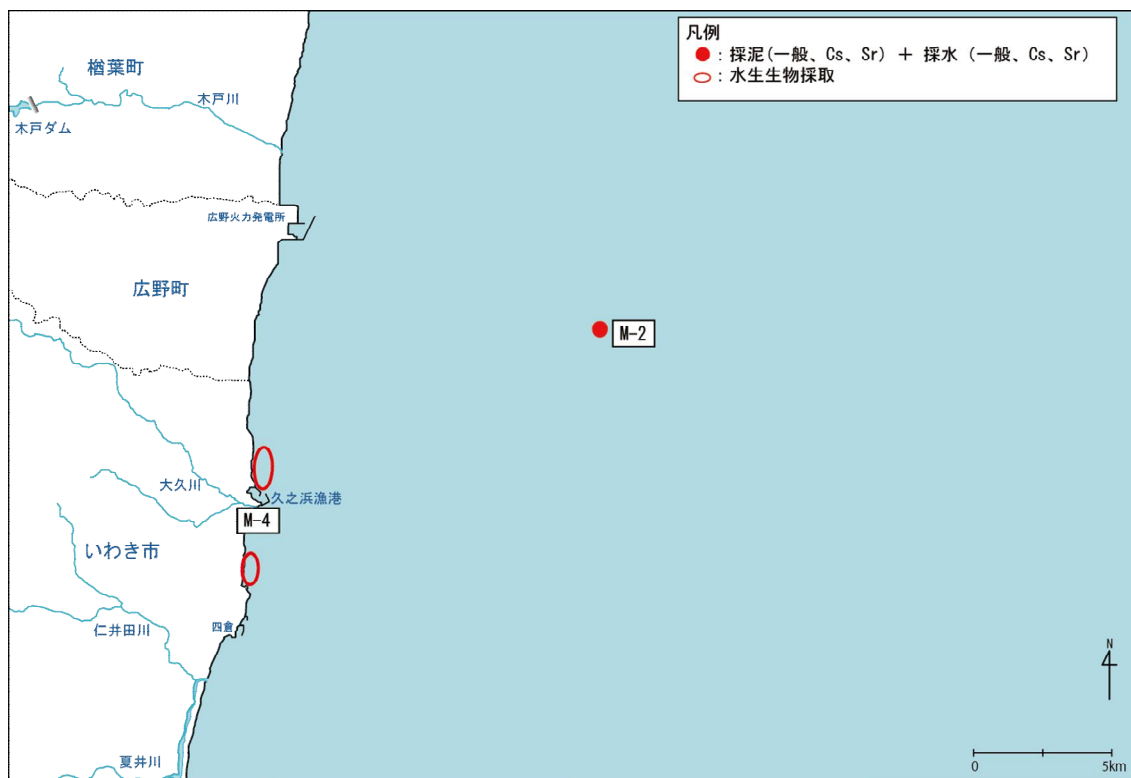 凡例
●：採泥(一般、Cs、Sr) ＋ 採水 (一般、Cs、Sr)
○：水生生物採取
楢葉町
木戸川
木戸ダム
広野火力発電所
広野町
M-2
大久川
久之浜漁港
M-4
いわき市
四倉
仁井田川
夏井川
N
0 5km